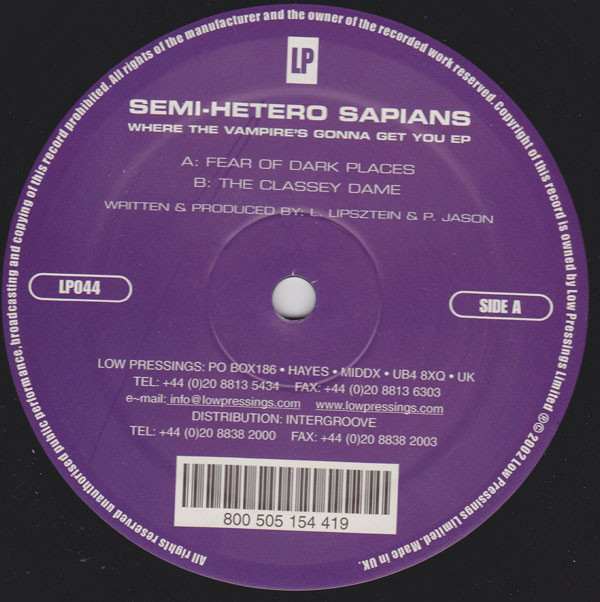 LP
SEMI-HETERO SAPIANS
WHERE THE VAMPIRE'S GONNA GET YOU EP
A: FEAR OF DARK PLACES
B: THE CLASSEY DAME
WRITTEN & PRODUCED BY: L. LIPSZTEIN & P. JASON
LP044
SIDE A
LOW PRESSINGS: PO BOX186 • HAYES • MIDDX • UB4 8XQ • UK
TEL: +44 (0)20 8813 5434 FAX: +44 (0)20 8813 6303
e~mail: info@lowpressings.com www.lowpressings.com
DISTRIBUTION: INTERGROOVE
TEL: +44 (0)20 8838 2000 FAX: +44 (0)20 8838 2003
800 505 154 419
All rights reserved unauthorised public performance, broadcasting and copying of this record prohibited. All rights of the manufacturer and the owner of the recorded work reserved. Copyright of this record is owned by Low Pressings Limited ℗© 2002 Low Pressings Limited. Made in UK.